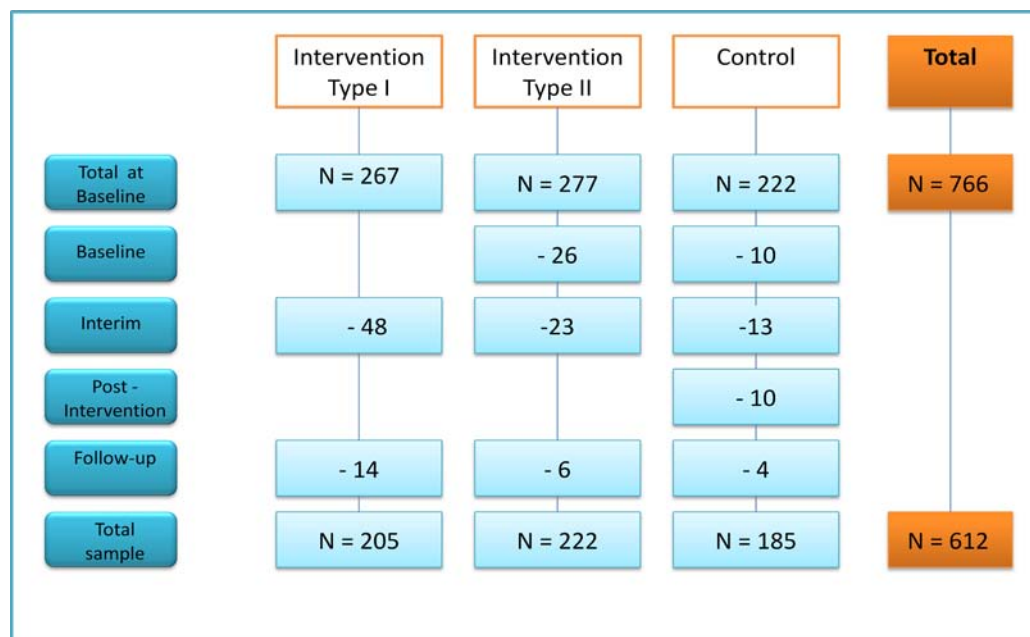 Intervention
Type I
Intervention
Type II
Control
Total
Total at
Baseline
N = 267
N = 277
N = 222
N = 766
Baseline
- 26
- 10
Interim
- 48
-23
-13
Post -
Intervention
- 10
Follow-up
- 14
- 6
- 4
Total
sample
N = 205
N = 222
N = 185
N = 612